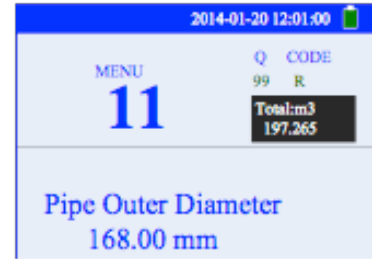 2014-01-20 12:01:00
MENU
11
Q CODE
99 R
Total:m3
197.265
Pipe Outer Diameter
168.00 mm